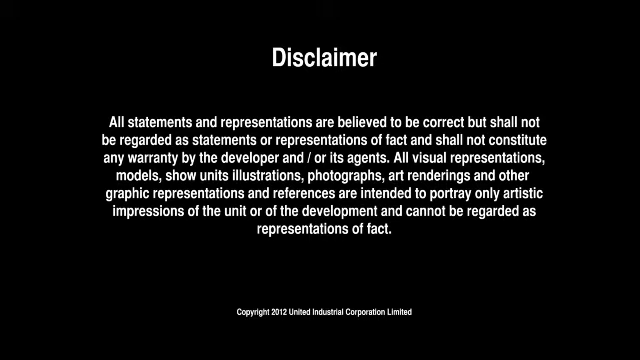 Disclaimer
All statements and representations are believed to be correct but shall not
be regarded as statements or representations of fact and shall not constitute
any warranty by the developer and / or its agents. All visual representations,
models, show units illustrations, photographs, art renderings and other
graphic representations and references are intended to portray only artistic
impressions of the unit or of the development and cannot be regarded as
representations of fact.
Copyright 2012 United Industrial Corporation Limited